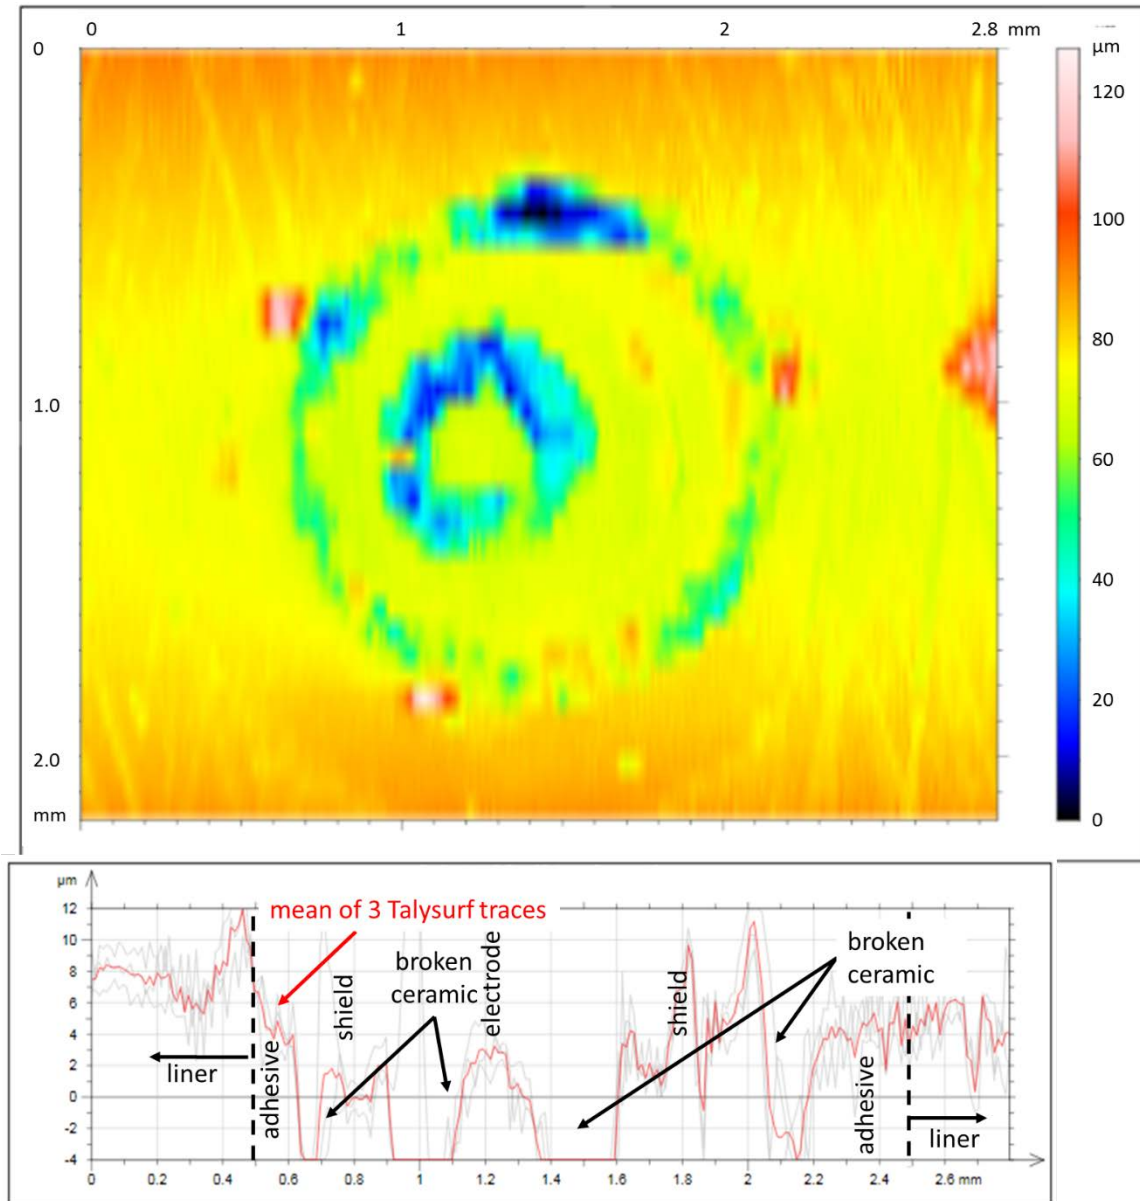 0 1 2 2.8 mm
µm
0
120
100
80
1.0
60
40
20
2.0
mm
0
µm
12
mean of 3 Talysurf traces
10
broken
ceramic
electrode
broken
ceramic
8
shield
shield
6
4
2
liner
adhesive
adhesive
0
-2
liner
-4
0 0.2 0.4 0.6 0.8 1 1.2 1.4 1.6 1.8 2 2.2 2.4 2.6 mm